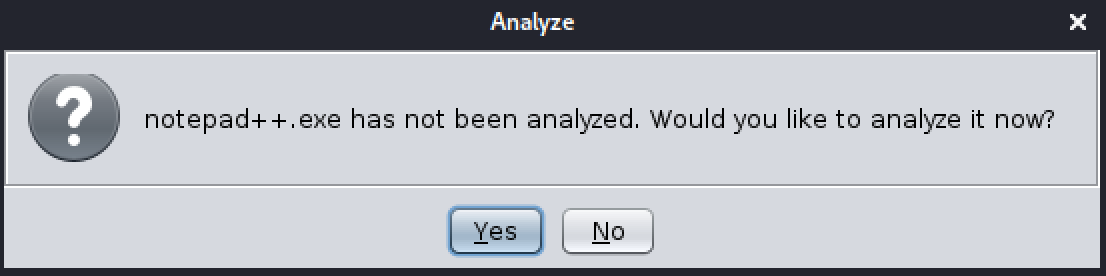 Analyze
notepad++.exe has not been analyzed. Would you like to analyze it now?
Yes
No